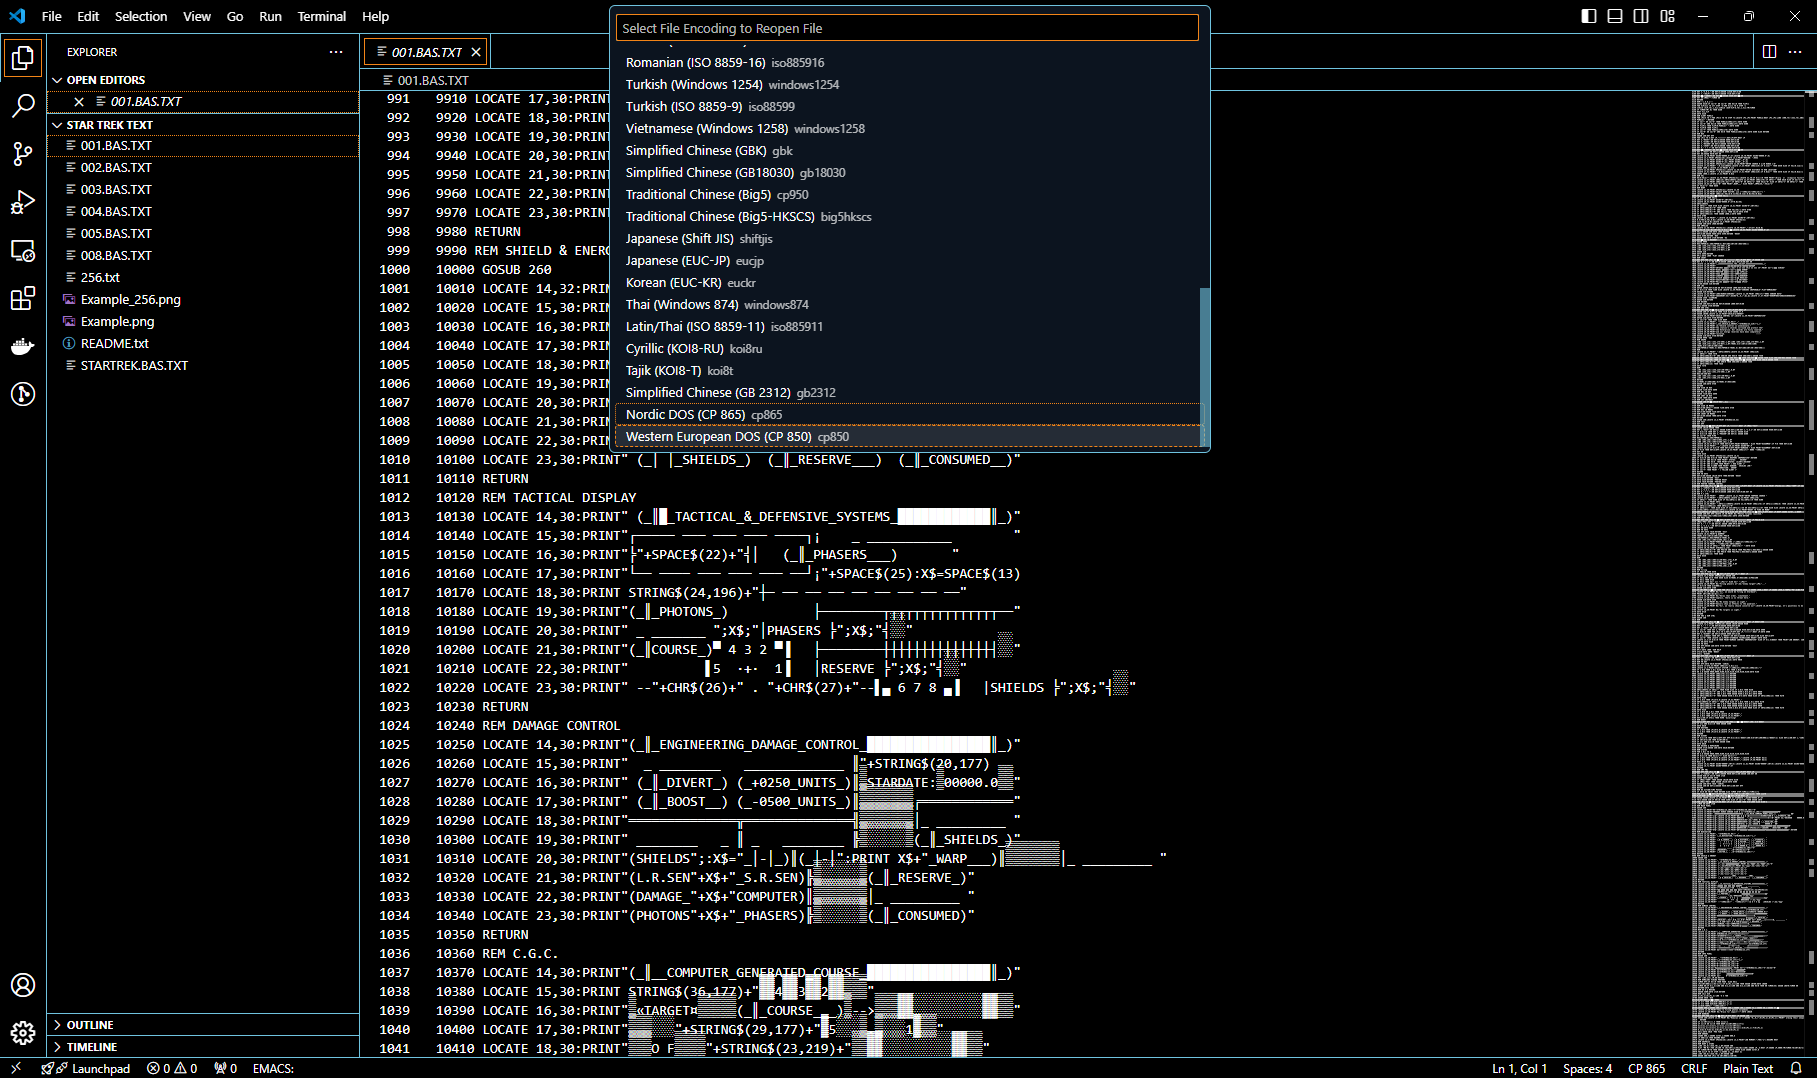 File Edit Selection View Go Run Terminal Help
Select File Encoding to Reopen File
Romanian (ISO 8859-16) iso885916
Turkish (Windows 1254) windows1254
Turkish (ISO 8859-9) iso88599
Vietnamese (Windows 1258) windows1258
Simplified Chinese (GBK) gbk
Simplified Chinese (GB18030) gb18030
Traditional Chinese (Big5) cp950
Traditional Chinese (Big5-HKSCS) big5hkscs
Japanese (Shift JIS) shiftjis
Japanese (EUC-JP) eucjp
Korean (EUC-KR) euckr
Thai (Windows 874) windows874
Latin/Thai (ISO 8859-11) iso885911
Cyrillic (KOI8-RU) koi8ru
Tajik (KOI8-T) koi8t
Simplified Chinese (GB 2312) gb2312
Nordic DOS (CP 865) cp865
Western European DOS (CP 850) cp850
EXPLORER
OPEN EDITORS
001.BAS.TXT
STAR TREK TEXT
001.BAS.TXT
002.BAS.TXT
003.BAS.TXT
004.BAS.TXT
005.BAS.TXT
008.BAS.TXT
256.txt
Example_256.png
Example.png
README.txt
STARTREK.BAS.TXT
OUTLINE
TIMELINE
001.BAS.TXT
001.BAS.TXT
991 9910 LOCATE 17,30:PRINT
992 9920 LOCATE 18,30:PRINT
993 9930 LOCATE 19,30:PRINT
994 9940 LOCATE 20,30:PRINT
995 9950 LOCATE 21,30:PRINT
996 9960 LOCATE 22,30:PRINT
997 9970 LOCATE 23,30:PRINT
998 9980 RETURN
999 9990 REM SHIELD & ENERG
1000 10000 GOSUB 260
1001 10010 LOCATE 14,32:PRIN
1002 10020 LOCATE 15,30:PRIN
1003 10030 LOCATE 16,30:PRIN
1004 10040 LOCATE 17,30:PRIN
1005 10050 LOCATE 18,30:PRIN
1006 10060 LOCATE 19,30:PRIN
1007 10070 LOCATE 20,30:PRIN
1008 10080 LOCATE 21,30:PRIN
1009 10090 LOCATE 22,30:PRIN
1010 10100 LOCATE 23,30:PRINT" (_│ │_SHIELDS_) (_║_RESERVE___) (_║_CONSUMED__)"
1011 10110 RETURN
1012 10120 REM TACTICAL DISPLAY
1013 10130 LOCATE 14,30:PRINT" (_║█_TACTICAL_&_DEFENSIVE_SYSTEMS_████████████║_)"
1014 10140 LOCATE 15,30:PRINT"┌───── ─── ─── ─── ────┐¡ _ ___________ "
1015 10150 LOCATE 16,30:PRINT"╞"+SPACE$(22)+"╡│ (_║_PHASERS___) "
1016 10160 LOCATE 17,30:PRINT"└── ──── ─── ─── ─── ──┘¡"+SPACE$(25):X$=SPACE$(13)
1017 10170 LOCATE 18,30:PRINT STRING$(24,196)+"┼─ ── ── ── ── ── ── ──"
1018 10180 LOCATE 19,30:PRINT"(_║_PHOTONS_) ├────────┬┬┬┬┬┬┬┬┬┬┬┬┬┬──"
1019 10190 LOCATE 20,30:PRINT" _ _______ ";X$;"│PHASERS ╞";X$;"╡░░"
1020 10200 LOCATE 21,30:PRINT"(_║COURSE_)▀ 4 3 2 ▀▐ ├────────┼┼┼┼┼┼┼┼┼┼┼┼┼┼┤░░"
1021 10210 LOCATE 22,30:PRINT" ▐5 ·+· 1▌ │RESERVE ╞";X$;"╡░░"
1022 10220 LOCATE 23,30:PRINT" --"+CHR$(26)+" . "+CHR$(27)+"--▌▄ 6 7 8 ▄▐ │SHIELDS ╞";X$;"╡░░"
1023 10230 RETURN
1024 10240 REM DAMAGE CONTROL
1025 10250 LOCATE 14,30:PRINT"(_║_ENGINEERING_DAMAGE_CONTROL_████████████████║_)"
1026 10260 LOCATE 15,30:PRINT" _ ________ _____________ ║"+STRING$(20,177)
1027 10270 LOCATE 16,30:PRINT" (_║_DIVERT_) (_+0250_UNITS_)║▒STARDATE:▒00000.0▒▒"
1028 10280 LOCATE 17,30:PRINT" (_║_BOOST__) (_-0500_UNITS_)║▒▒▒▒▒▒▒╒════════════"
1029 10290 LOCATE 18,30:PRINT"══════════════╦══════════════╣▒▒▒▒▒▒▒│_ _________ "
1030 10300 LOCATE 19,30:PRINT" ________ _ ║ _ ________ ╠▒▒▒▒▒▒▒(_║_SHIELDS_)"
1031 10310 LOCATE 20,30:PRINT"(SHIELDS";:X$="_│-│_)║(_│-│":PRINT X$+"_WARP___)║▒▒▒▒▒▒▒│_ _________ "
1032 10320 LOCATE 21,30:PRINT"(L.R.SEN"+X$+"_S.R.SEN)╠▒▒▒▒▒▒▒(_║_RESERVE_)"
1033 10330 LOCATE 22,30:PRINT"(DAMAGE_"+X$+"COMPUTER)║▒▒▒▒▒▒▒│_ _________ "
1034 10340 LOCATE 23,30:PRINT"(PHOTONS"+X$+"_PHASERS)╠▒▒▒▒▒▒▒(_║_CONSUMED)"
1035 10350 RETURN
1036 10360 REM C.G.C.
1037 10370 LOCATE 14,30:PRINT"(_║__COMPUTER_GENERATED_COURSE_████████████████║_)"
1038 10380 LOCATE 15,30:PRINT STRING$(36,177)+"▓▓4▓▓3▓▓2▓▓▒▒"
1039 10390 LOCATE 16,30:PRINT"▒«TARGET¤▒▒▒▒▒(_║_COURSE___)▒-->▒▒▒▓▓▒▒▒▒▒▒▒▒▒▓▓▒▒"
1040 10400 LOCATE 17,30:PRINT"▒▒▒▒▒▒"+STRING$(29,177)+"▓5▒▒▒▒▄▒▒▒▒1▓▒▒"
1041 10410 LOCATE 18,30:PRINT"▒▒▒O F▒▒▒▒"+STRING$(23,219)+"▒▒▓▓▒▒▒▒▒▒▒▒▒▓▓▒▒"
Launchpad 0 0 0 EMACS: Ln 1, Col 1 Spaces: 4 CP 865 CRLF Plain Text